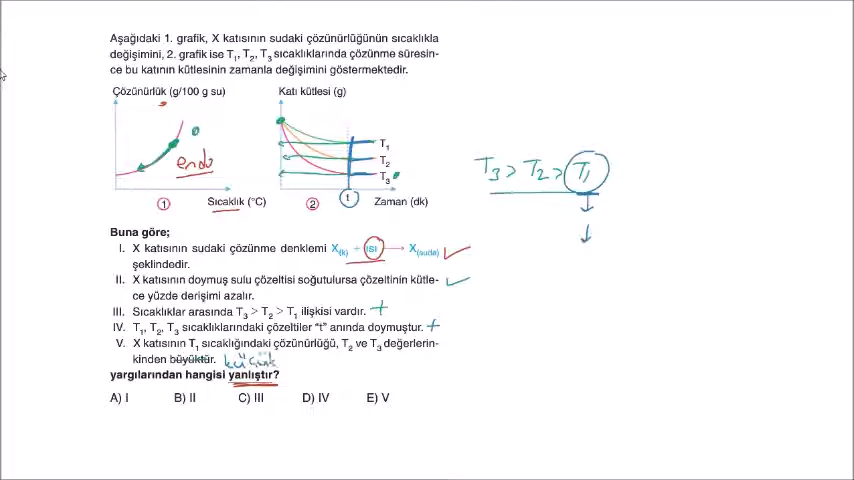 Aşağıdaki 1. grafik, X katısının sudaki çözünürlüğünün sıcaklıkla
değişimini, 2. grafik ise T₁, T₂, T₃ sıcaklıklarında çözünme süresin-
ce bu katının kütlesinin zamanla değişimini göstermektedir.
Çözünürlük (g/100 g su)
endo
Sıcaklık (°C)
1
Katı kütlesi (g)
T₁
T₂
T₃
t
Zaman (dk)
2
T₃ > T₂ > T₁
Buna göre;
I. X katısının sudaki çözünme denklemi X(k) + ısı → X(suda)
şeklindedir.
II. X katısının doymuş sulu çözeltisi soğutulursa çözeltinin kütle-
ce yüzde derişimi azalır.
III. Sıcaklıklar arasında T₃ > T₂ > T₁ ilişkisi vardır. +
IV. T₁, T₂, T₃ sıcaklıklarındaki çözeltiler “t” anında doymuştur. +
V. X katısının T₁ sıcaklığındaki çözünürlüğü, T₂ ve T₃ değerlerin-
kinden büyüktür. küçük
yargılarından hangisi yanlıştır?
A) I B) II C) III D) IV E) V